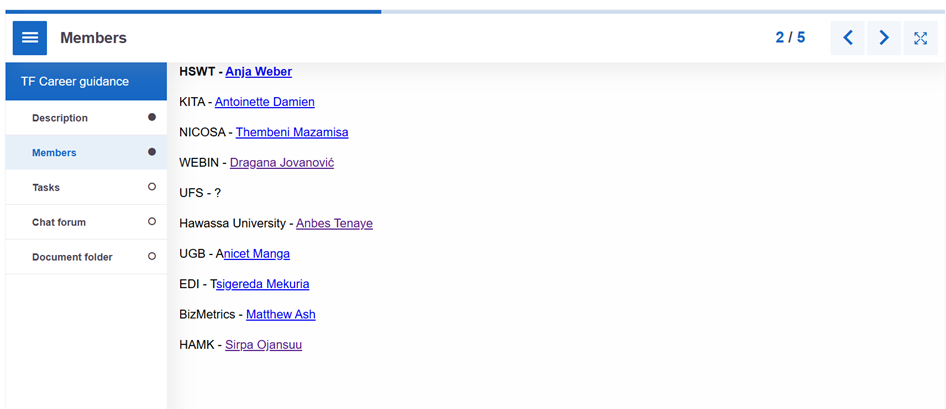 Members
2 / 5
TF Career guidance
Description
Members
Tasks
Chat forum
Document folder
HSWT - Anja Weber
KITA - Antoinette Damien
NICOSA - Thembeni Mazamisa
WEBIN - Dragana Jovanović
UFS - ?
Hawassa University - Anbes Tenaye
UGB - Anicet Manga
EDI - Tsigereda Mekuria
BizMetrics - Matthew Ash
HAMK - Sirpa Ojansuu